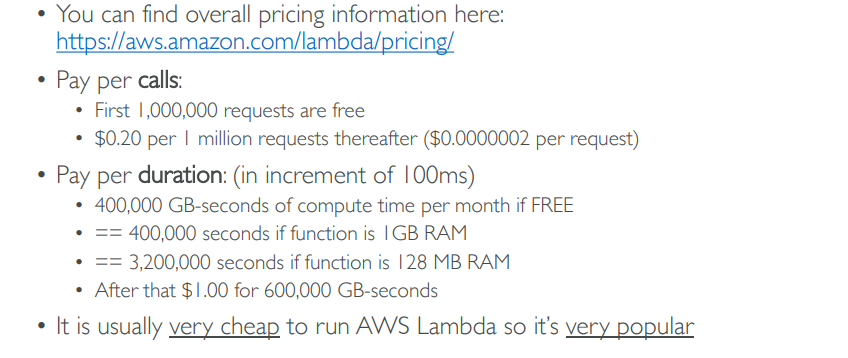 • You can find overall pricing information here:
https://aws.amazon.com/lambda/pricing/
• Pay per calls:
• First 1,000,000 requests are free
• $0.20 per 1 million requests thereafter ($0.0000002 per request)
• Pay per duration: (in increment of 100ms)
• 400,000 GB-seconds of compute time per month if FREE
• == 400,000 seconds if function is 1GB RAM
• == 3,200,000 seconds if function is 128 MB RAM
• After that $1.00 for 600,000 GB-seconds
• It is usually very cheap to run AWS Lambda so it's very popular